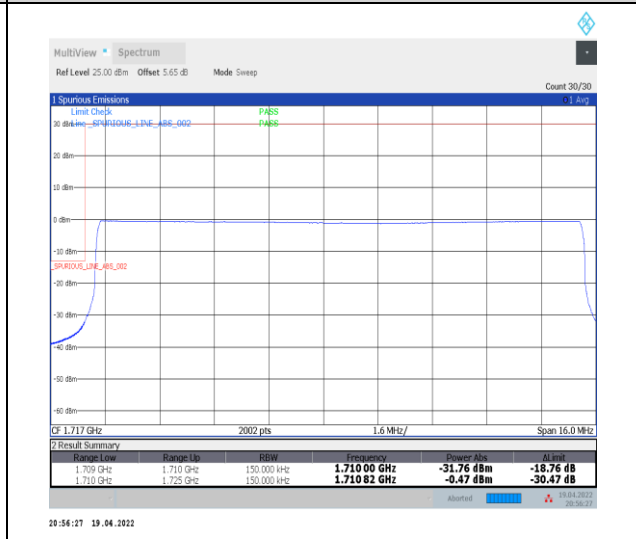 MultiView Spectrum
Ref Level 25.00 dBm Offset 5.65 dB Mode Sweep
Count 30/30
1 Spurious Emissions 1 Avg
Limit Check PASS
30 dBm Line _SPURIOUS_LINE_ABS_002 PASS
20 dBm
10 dBm
0 dBm
-10 dBm
_SPURIOUS_LINE_ABS_002
-20 dBm
-30 dBm
-40 dBm
-50 dBm
-60 dBm
CF 1.717 GHz 2002 pts 1.6 MHz/ Span 16.0 MHz
2 Result Summary
Range Low Range Up RBW Frequency Power Abs ΔLimit
1.709 GHz 1.710 GHz 150.000 kHz 1.710 00 GHz -31.76 dBm -18.76 dB
1.710 GHz 1.725 GHz 150.000 kHz 1.710 82 GHz -0.47 dBm -30.47 dB
Aborted 19.04.2022
20:56:27
20:56:27 19.04.2022